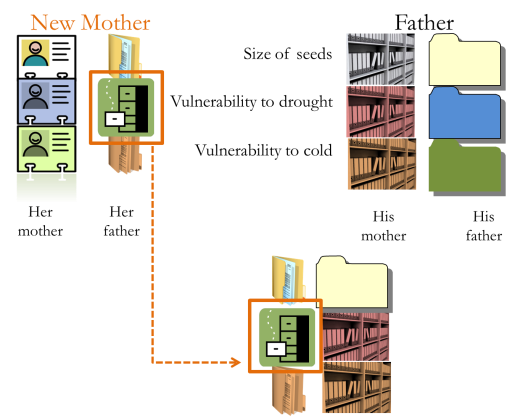 New Mother
Father
Size of seeds
Vulnerability to drought
Vulnerability to cold
Her
mother
Her
father
His
mother
His
father